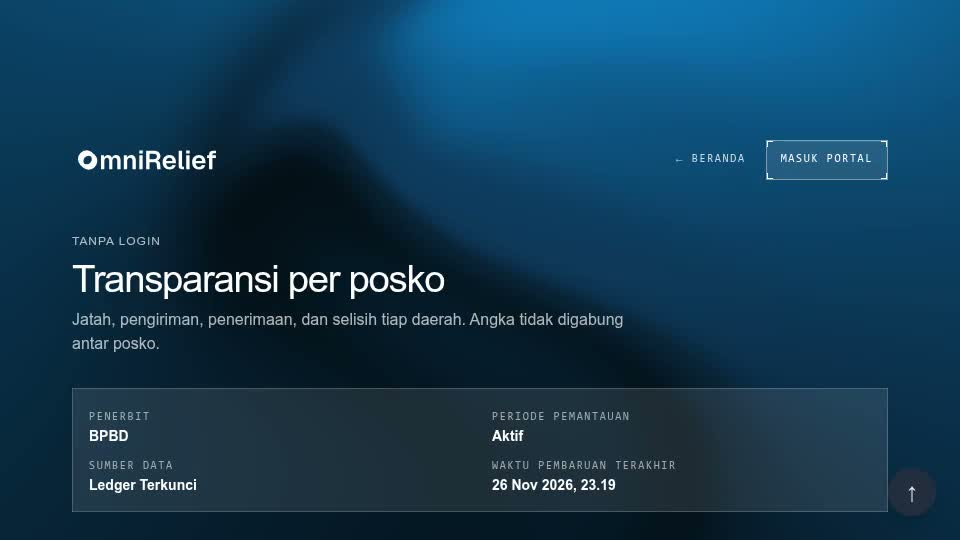 OmniRelief
← BERANDA
MASUK PORTAL
TANPA LOGIN
Transparansi per posko
Jatah, pengiriman, penerimaan, dan selisih tiap daerah. Angka tidak digabung
antar posko.
PENERBIT
BPBD
PERIODE PEMANTAUAN
Aktif
SUMBER DATA
Ledger Terkunci
WAKTU PEMBARUAN TERAKHIR
26 Nov 2026, 23.19
↑